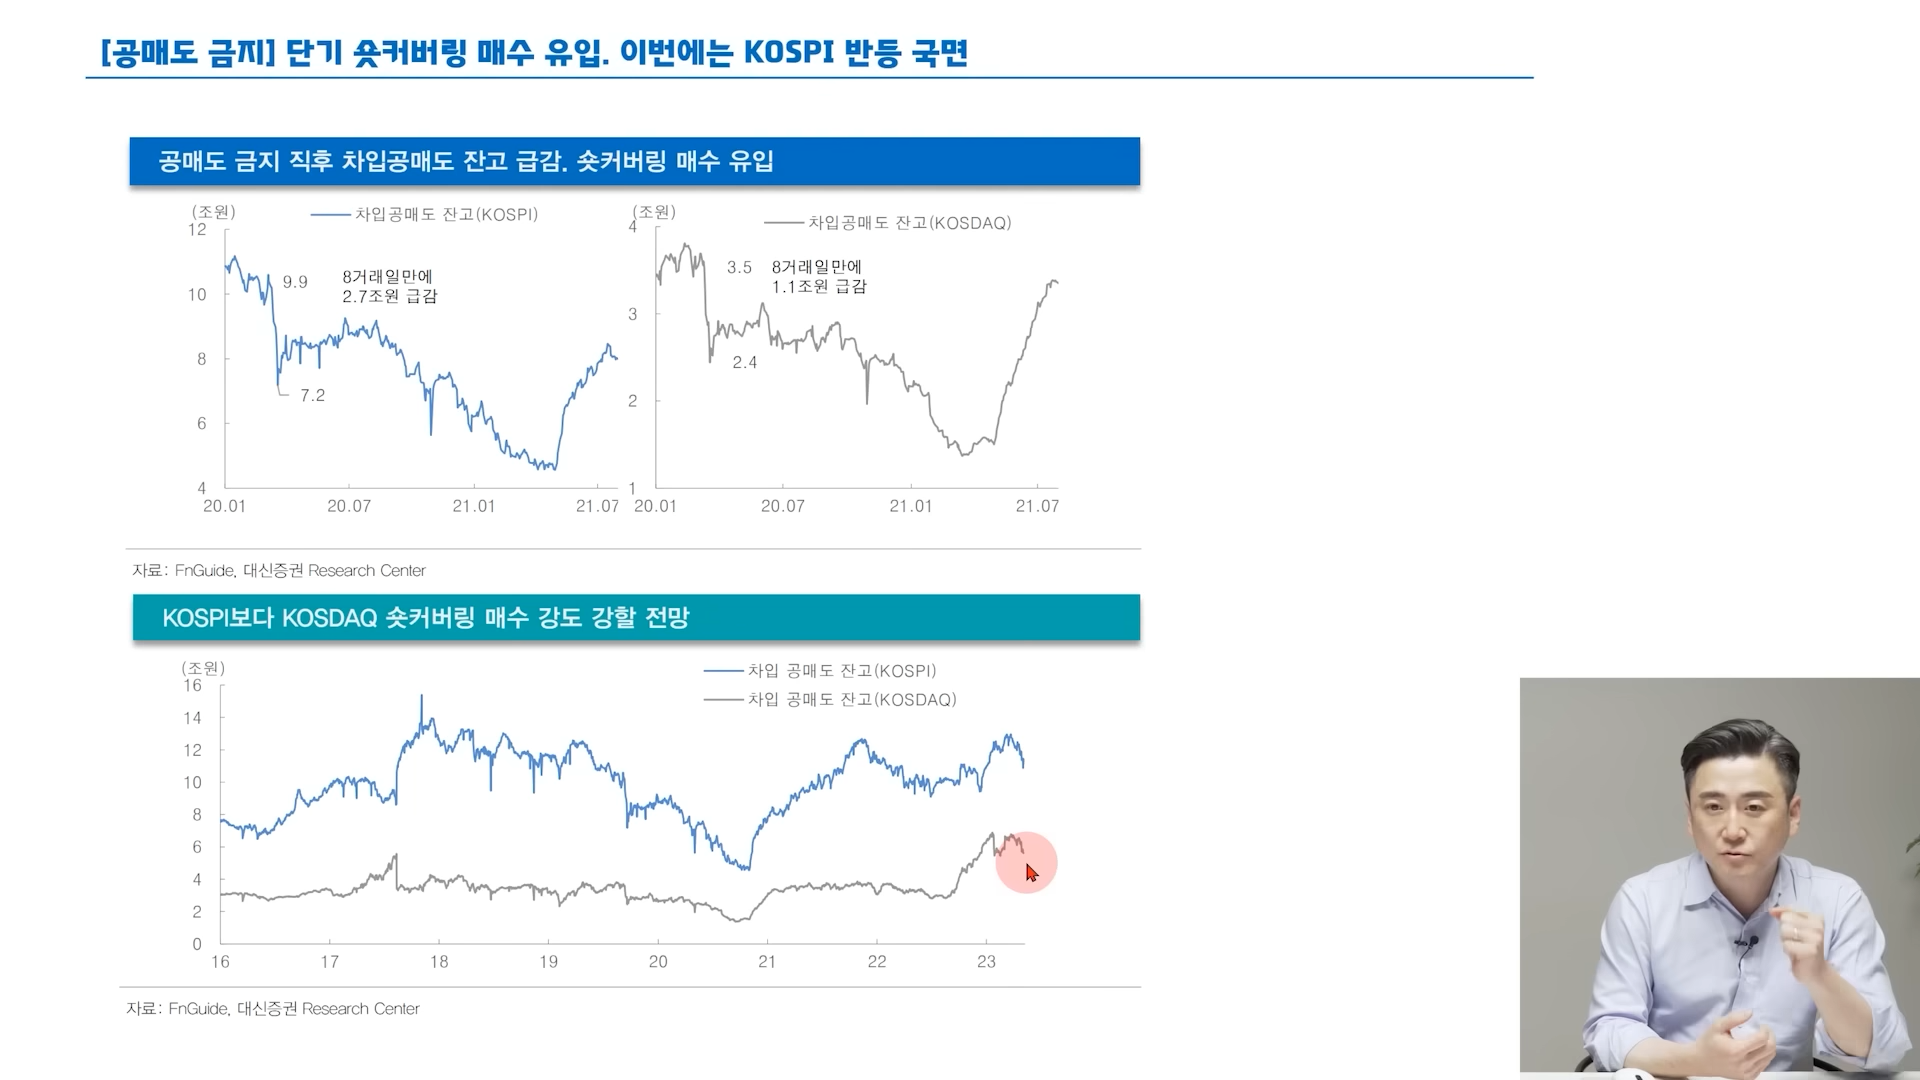 [공매도 금지] 단기 숏커버링 매수 유입. 이번에는 KOSPI 반등 국면
공매도 금지 직후 차입공매도 잔고 급감. 숏커버링 매수 유입
(조원)
차입공매도 잔고(KOSPI)
12
10
8
6
4
9.9
8거래일만에
2.7조원 급감
7.2
20.01
20.07
21.01
21.07
(조원)
차입공매도 잔고(KOSDAQ)
4
3
2
1
3.5
8거래일만에
1.1조원 급감
2.4
20.01
20.07
21.01
21.07
자료: FnGuide, 대신증권 Research Center
KOSPI보다 KOSDAQ 숏커버링 매수 강도 강할 전망
(조원)
차입 공매도 잔고(KOSPI)
차입 공매도 잔고(KOSDAQ)
16
14
12
10
8
6
4
2
0
16
17
18
19
20
21
22
23
자료: FnGuide, 대신증권 Research Center